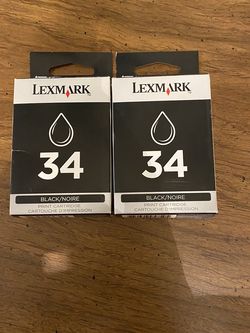 LEXMARK
34
BLACK/NOIRE
PRINT CARTRIDGE
CARTOUCHE D'IMPRESSION
LEXMARK
34
BLACK/NOIRE
PRINT CARTRIDGE
CARTOUCHE D'IMPRESSION